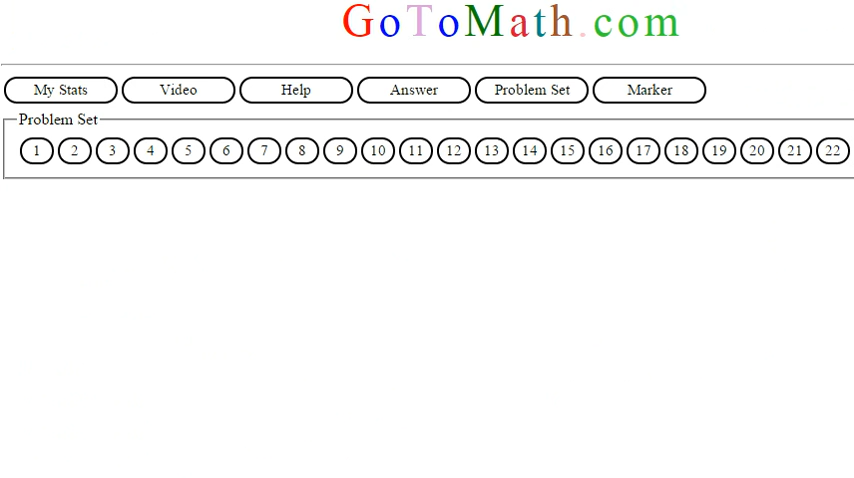 GoToMath.com
My Stats Video Help Answer Problem Set Marker
Problem Set
1 2 3 4 5 6 7 8 9 10 11 12 13 14 15 16 17 18 19 20 21 22